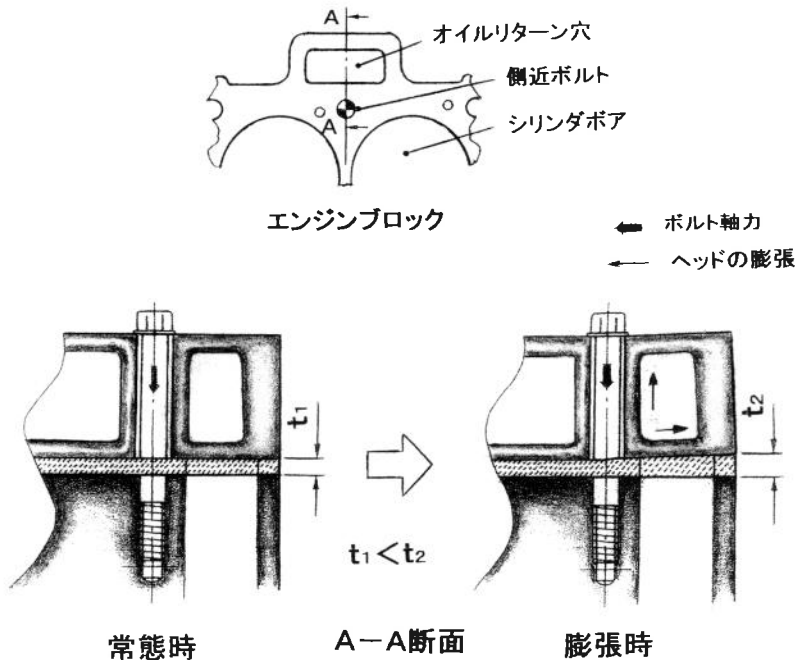 A
オイルリターン穴
側近ボルト
A
シリンダボア
エンジンブロック
ボルト軸力
ヘッドの膨張
t₁
t₂
t₁<t₂
常態時
A－A断面
膨張時